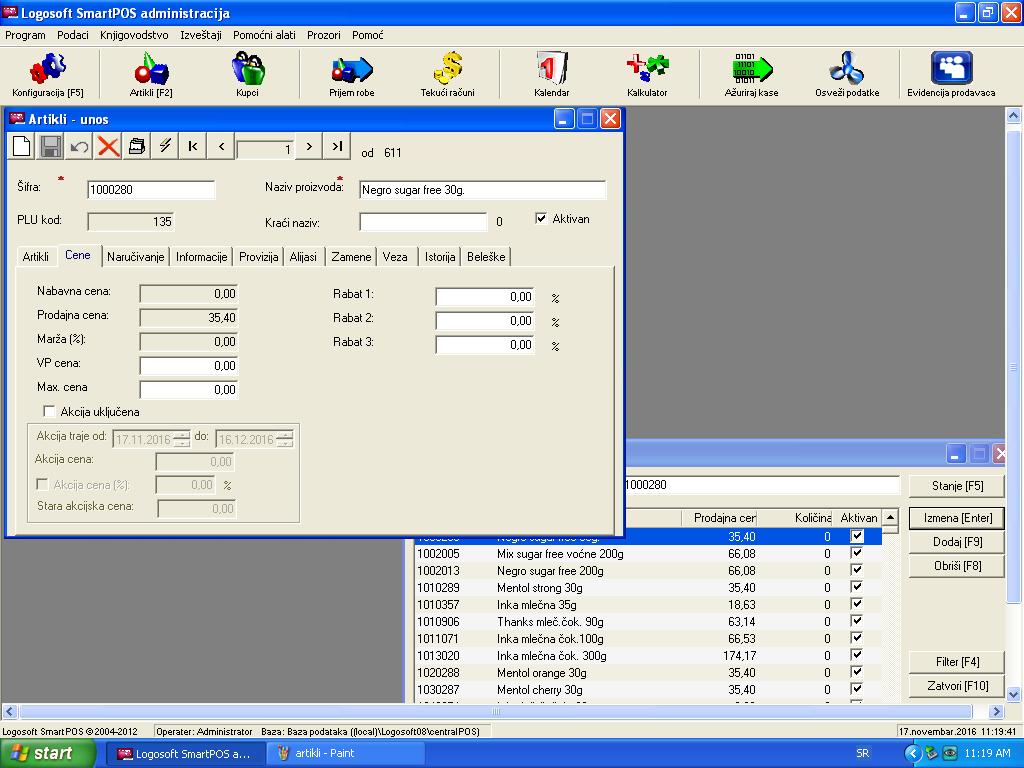 Logosoft SmartPOS administracija
Program Podaci Knjigovodstvo Izveštaji Pomoćni alati Prozori Pomoć
Konfiguracija [F5] Artikli [F2] Kupci Prijem robe Tekući računi Kalendar Kalkulator Ažuriraj kase Osveži podatke Evidencija prodavaca
Artikli - unos
1 od 611
Šifra: * 1000280 Naziv proizvoda: * Negro sugar free 30g.
PLU kod: 135 Kraći naziv: 0 Aktivan
Artikli Cene Naručivanje Informacije Provizija Alijasi Zamene Veza Istorija Beleške
Nabavna cena: 0,00 Rabat 1: 0,00 %
Prodajna cena: 35,40 Rabat 2: 0,00 %
Marža (%): 0,00 Rabat 3: 0,00 %
VP cena: 0,00
Max. cena 0,00
Akcija uključena
Akcija traje od: 17.11.2016 do: 16.12.2016
Akcija cena: 0,00
Akcija cena (%): 0,00 %
Stara akcijska cena: 0,00
1000280 Stanje [F5]
Prodajna cer Količina Aktivan Izmena [Enter]
35,40 0
1002005 Mix sugar free voćne 200g 66,08 0 Dodaj [F9]
1002013 Negro sugar free 200g 66,08 0 Obriši [F8]
1010289 Mentol strong 30g 35,40 0
1010357 Inka mlečna 35g 18,63 0
1010906 Thanks mleč.čok. 90g 63,14 0
1011071 Inka mlečna čok.100g 66,53 0
1013020 Inka mlečna čok. 300g 174,17 0 Filter [F4]
1020288 Mentol orange 30g 35,40 0
1030287 Mentol cherry 30g 35,40 0 Zatvori [F10]
Logosoft SmartPOS ©2004-2012 Operater: Administrator Baza: Baza podataka ((local)\Logosoft08\centralPOS) 17.novembar.2016 11:19:41
start Logosoft SmartPOS a... artikli - Paint SR 11:19 AM